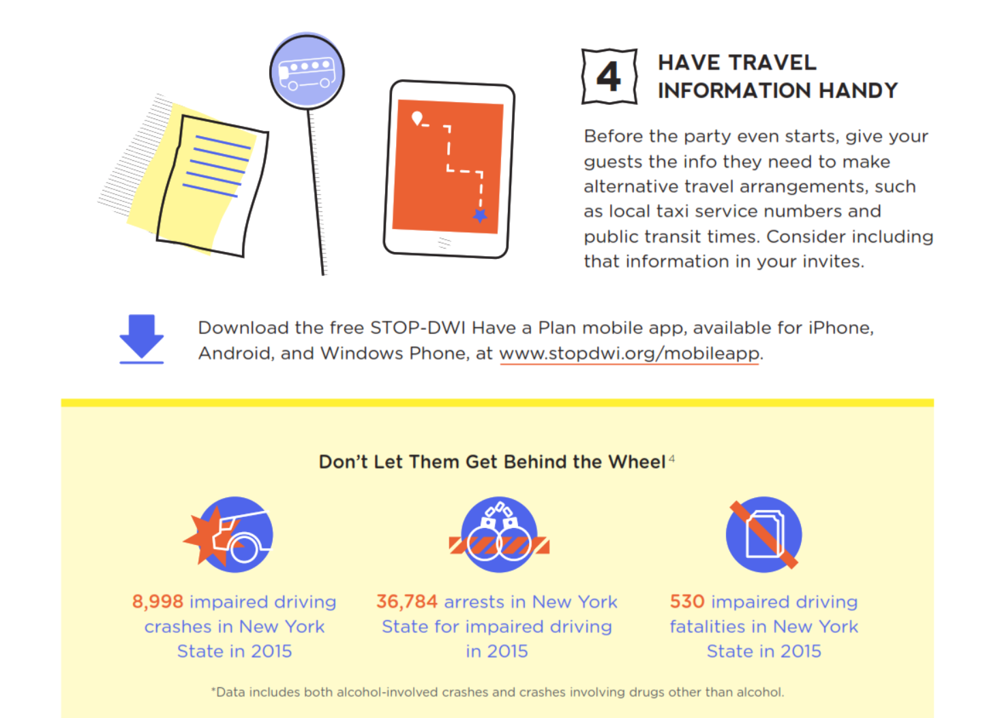 4
HAVE TRAVEL
INFORMATION HANDY
Before the party even starts, give your
guests the info they need to make
alternative travel arrangements, such
as local taxi service numbers and
public transit times. Consider including
that information in your invites.
Download the free STOP-DWI Have a Plan mobile app, available for iPhone,
Android, and Windows Phone, at www.stopdwi.org/mobileapp.
Don’t Let Them Get Behind the Wheel⁴
8,998 impaired driving
crashes in New York
State in 2015
36,784 arrests in New York
State for impaired driving
in 2015
530 impaired driving
fatalities in New York
State in 2015
*Data includes both alcohol-involved crashes and crashes involving drugs other than alcohol.